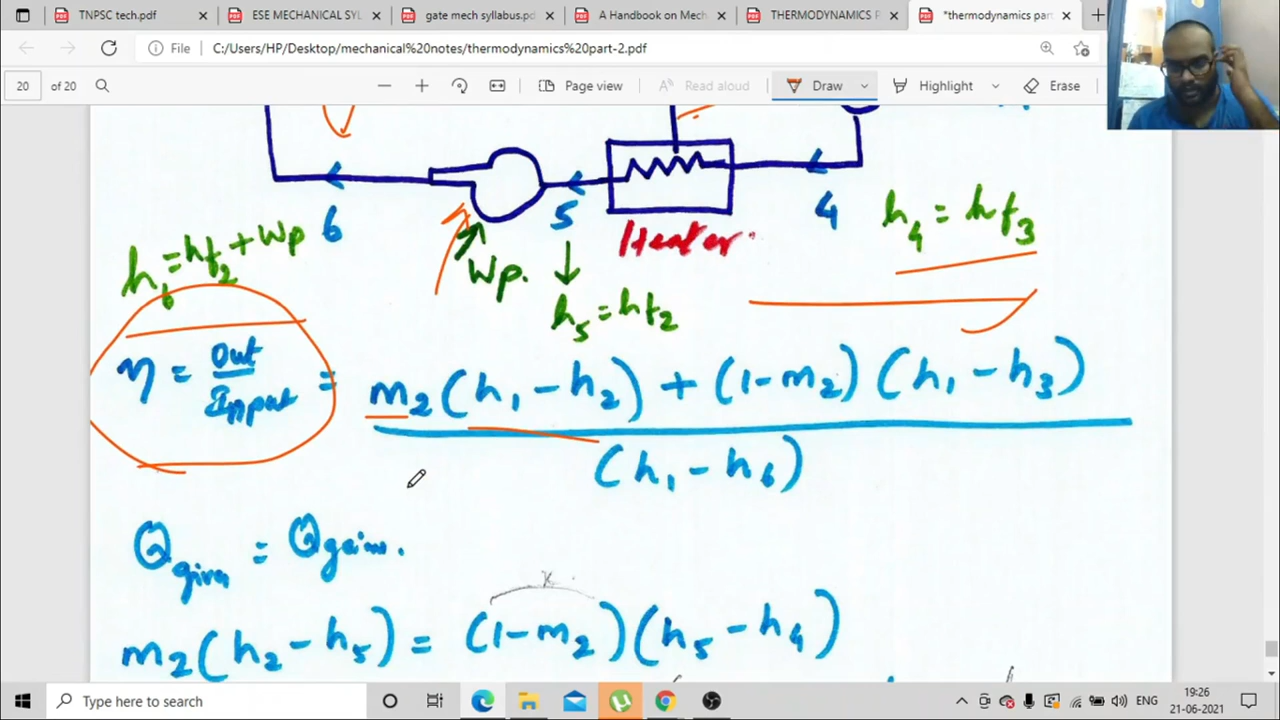 TNPSC tech.pdf
ESE MECHANICAL SYL
gate mech syllabus.pd
A Handbook on Mech
THERMODYNAMICS P
*thermodynamics par
File
C:/Users/HP/Desktop/mechanical%20notes/thermodynamics%20part-2.pdf
20 of 20
Page view
Read aloud
Draw
Highlight
Erase
6
5
4
h₄ = hf₃
Heater
h₆ = hf₂ + Wp
Wp.
h₅ = hf₂
η = Out/Input = m₂(h₁ - h₂) + (1-m₂)(h₁ - h₃)
(h₁ - h₆)
Q given = Q gain.
x
m₂(h₂ - h₅) = (1-m₂)(h₅ - h₄)
Type here to search
ENG
19:26
21-06-2021